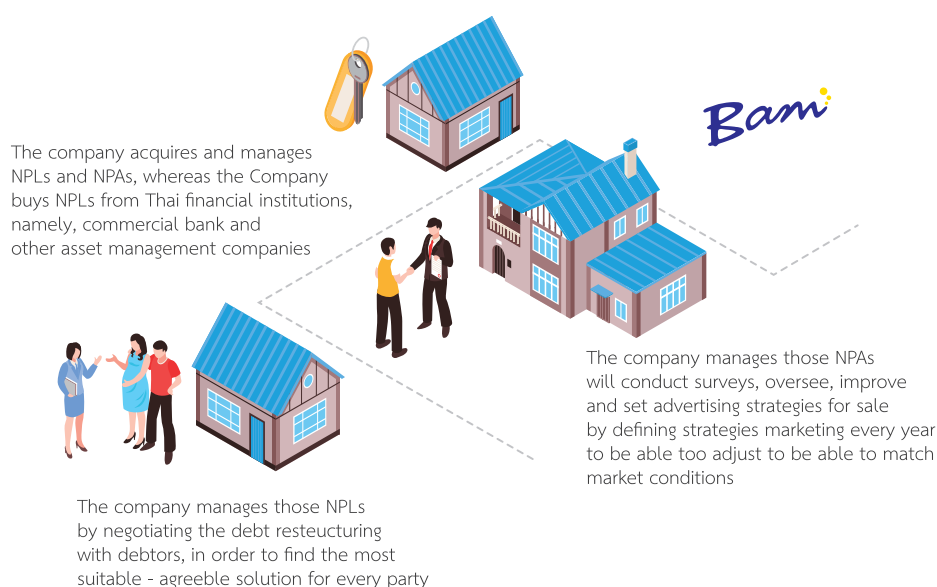 Bam
The company acquires and manages
NPLs and NPAs, whereas the Company
buys NPLs from Thai financial institutions,
namely, commercial bank and
other asset management companies
The company manages those NPAs
will conduct surveys, oversee, improve
and set advertising strategies for sale
by defining strategies marketing every year
to be able too adjust to be able to match
market conditions
The company manages those NPLs
by negotiating the debt resteucturing
with debtors, in order to find the most
suitable - agreeble solution for every party